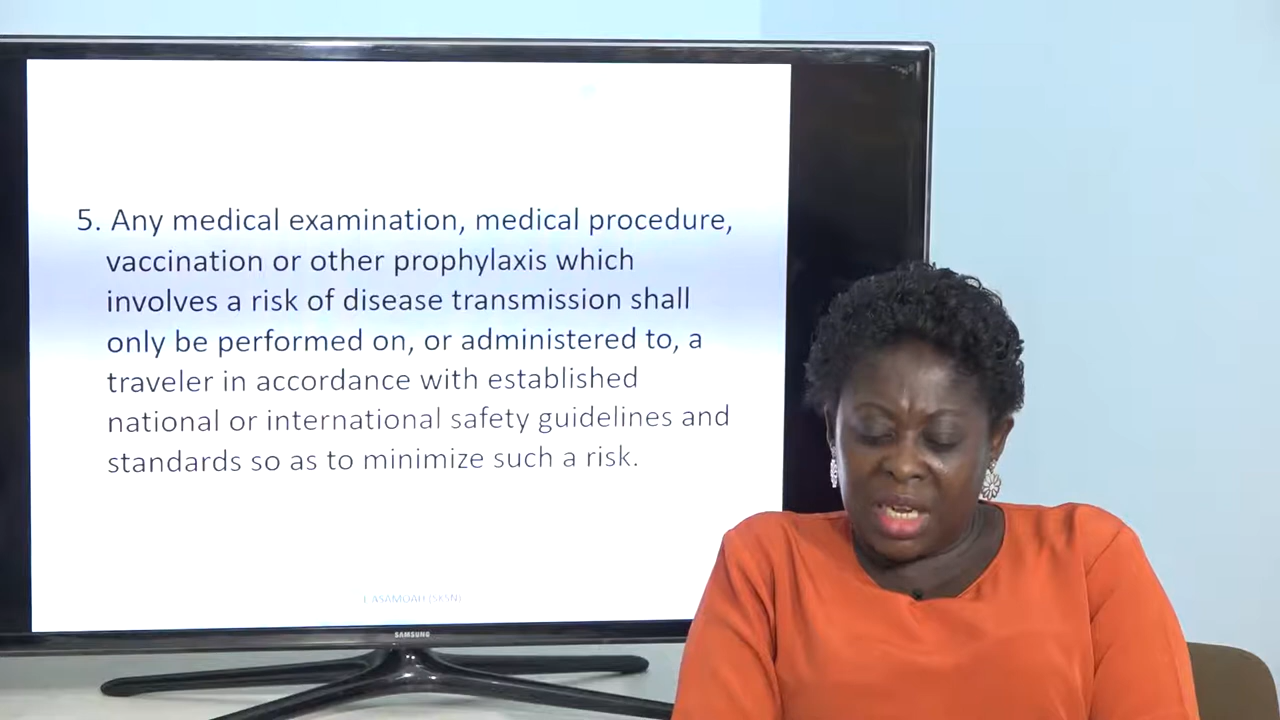 5. Any medical examination, medical procedure,
vaccination or other prophylaxis which
involves a risk of disease transmission shall
only be performed on, or administered to, a
traveler in accordance with established
national or international safety guidelines and
standards so as to minimize such a risk.
ASAMOAH (SKSN)
SAMSUNG